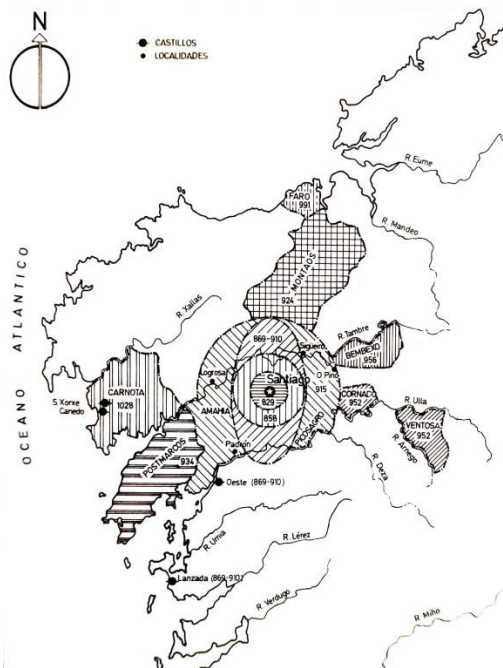 N
CASTILLOS
LOCALIDADES
R. Eume
FARO
991
R. Mandeo
OCEANO ATLANTICO
MONTAOS
924
R. Xallas
869-910
Sigueiro
R. Tambre
BEMBEXO
956
Logrosa
O Pino
915
Santiago
CARNOTA
1028
S. Xorxe
Canedo
829
858
CORNADO
952
AMAHIA
R. Ulla
PICOSAGRO
VENTOSA
952
POSTMARCOS
934
Padrón
R. Arnego
R. Deza
Oeste (869-910)
R. Umia
R. Lérez
Lanzada (869-910)
R. Verdugo
R. Miño